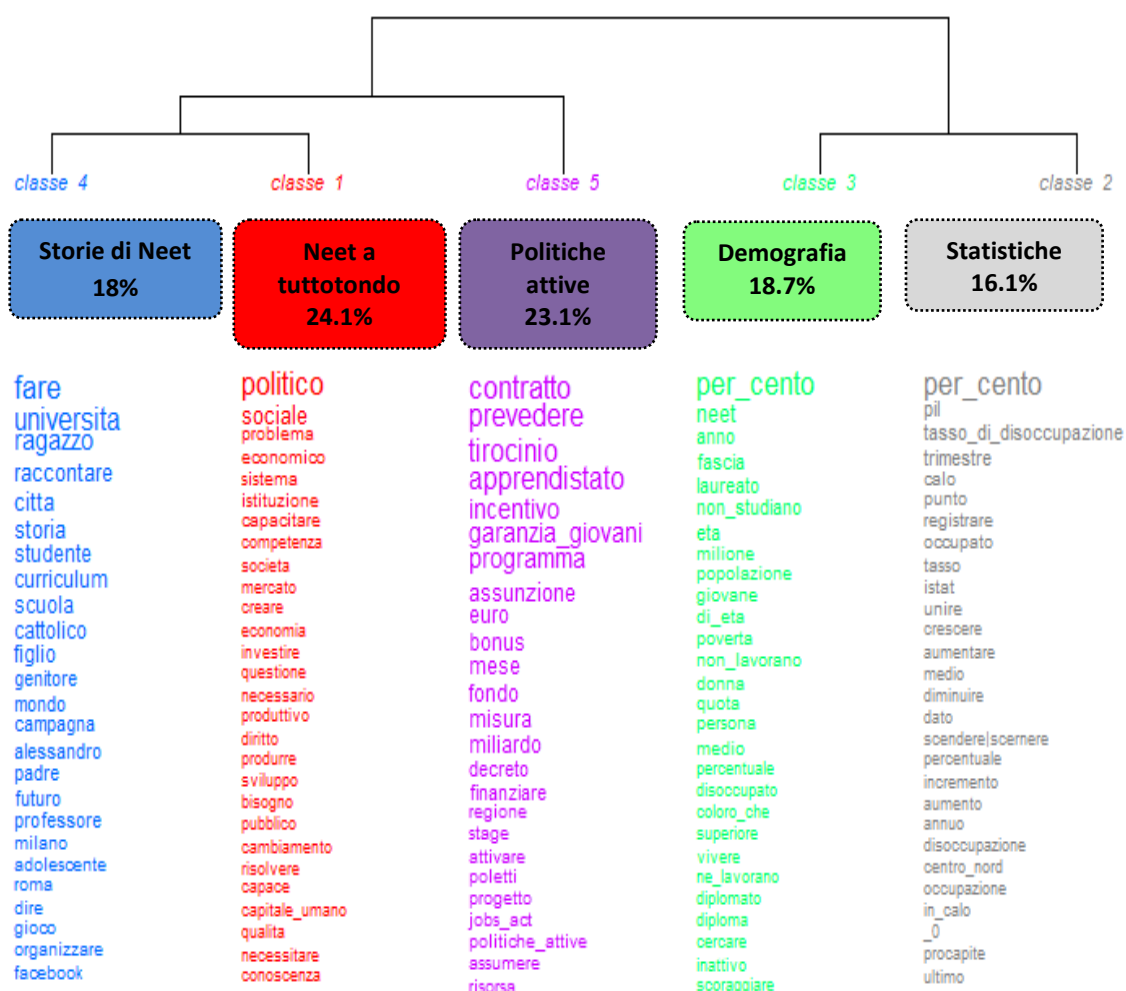 classe 4
classe 1
classe 5
classe 3
classe 2
Storie di Neet
18%
Neet a
tuttotondo
24.1%
Politiche
attive
23.1%
Demografia
18.7%
Statistiche
16.1%
fare
universita
ragazzo
raccontare
citta
storia
studente
curriculum
scuola
cattolico
figlio
genitore
mondo
campagna
alessandro
padre
futuro
professore
milano
adolescente
roma
dire
gioco
organizzare
facebook
politico
sociale
problema
economico
sistema
istituzione
capacitare
competenza
societa
mercato
creare
economia
investire
questione
necessario
produttivo
diritto
produrre
sviluppo
bisogno
pubblico
cambiamento
risolvere
capace
capitale_umano
qualita
necessitare
conoscenza
contratto
prevedere
tirocinio
apprendistato
incentivo
garanzia_giovani
programma
assunzione
euro
bonus
mese
fondo
misura
miliardo
decreto
finanziare
regione
stage
attivare
poletti
progetto
jobs_act
politiche_attive
assumere
risorsa
per_cento
neet
anno
fascia
laureato
non_studiano
eta
milione
popolazione
giovane
di_eta
poverta
non_lavorano
donna
quota
persona
medio
percentuale
disoccupato
coloro_che
superiore
vivere
ne_lavorano
diplomato
diploma
cercare
inattivo
scoraggiare
per_cento
pil
tasso_di_disoccupazione
trimestre
calo
punto
registrare
occupato
tasso
istat
unire
crescere
aumentare
medio
diminuire
dato
scendere|scernere
percentuale
incremento
aumento
annuo
disoccupazione
centro_nord
occupazione
in_calo
_0
procapite
ultimo